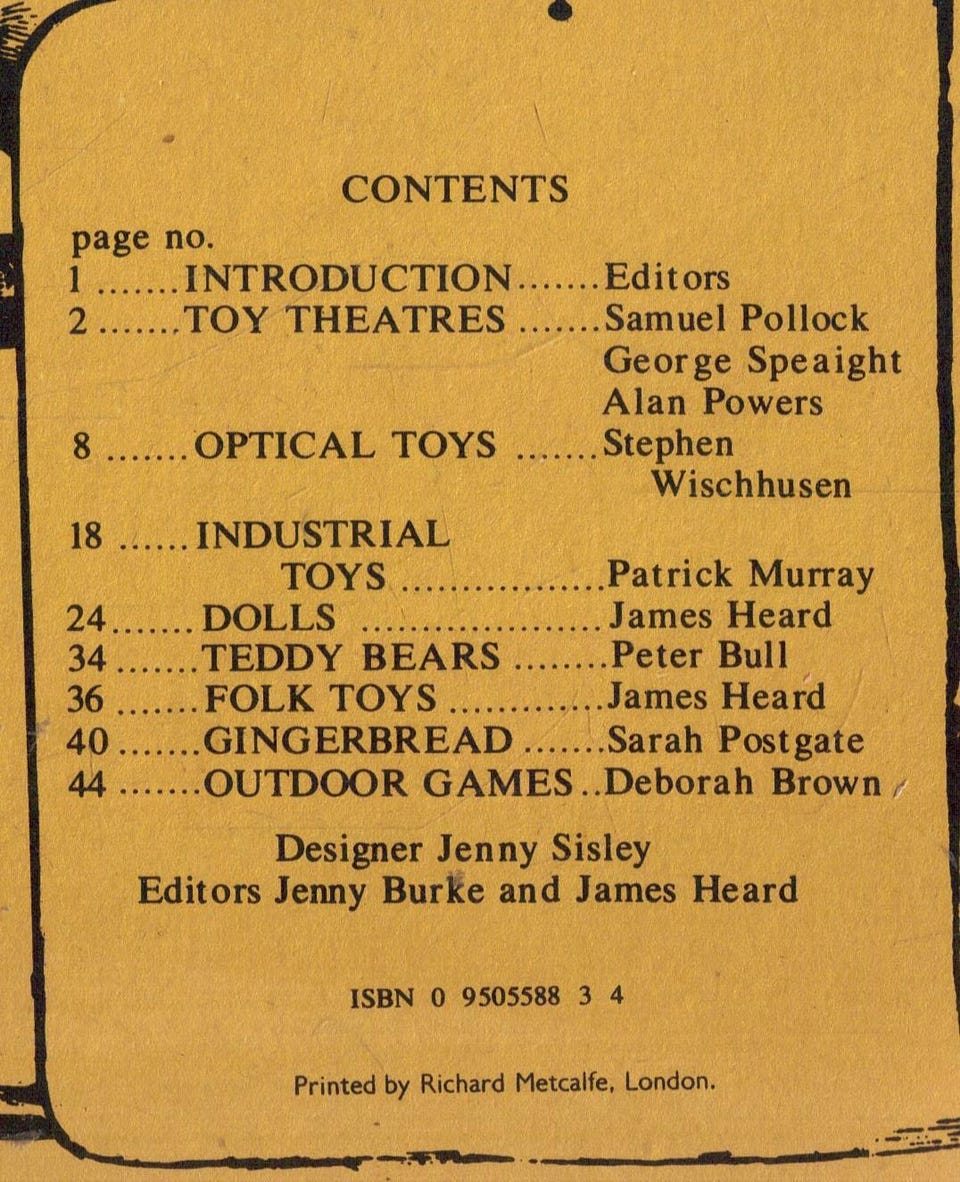 CONTENTS
page no.
1 .......INTRODUCTION.......Editors
2 .......TOY THEATRES .......Samuel Pollock
George Speaight
Alan Powers
8 .......OPTICAL TOYS .......Stephen
Wischhusen
18 ......INDUSTRIAL
TOYS .................Patrick Murray
24.......DOLLS ....................James Heard
34 .......TEDDY BEARS ........Peter Bull
36 .......FOLK TOYS .............James Heard
40 .......GINGERBREAD .......Sarah Postgate
44 .......OUTDOOR GAMES..Deborah Brown
Designer Jenny Sisley
Editors Jenny Burke and James Heard
ISBN 0 9505588 3 4
Printed by Richard Metcalfe, London.